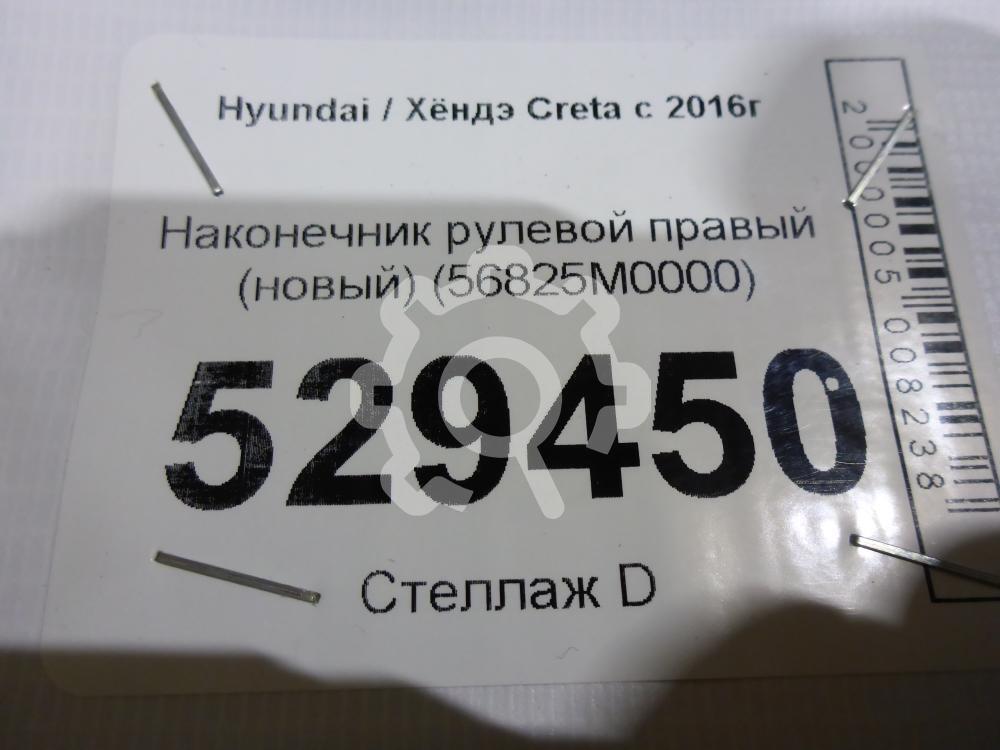 Hyundai / Хёндэ Creta с 2016г
Наконечник рулевой правый
(новый) (56825M0000)
529450
Стеллаж D
2000005008238